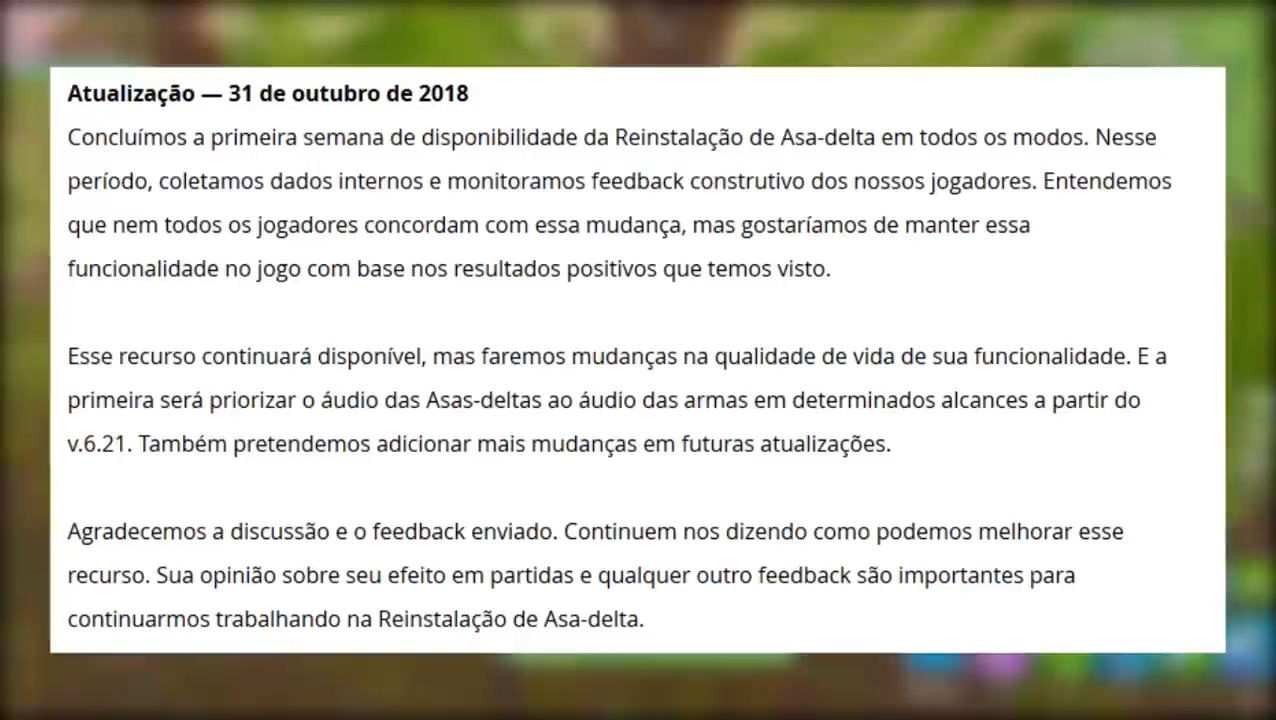 Atualização — 31 de outubro de 2018
Concluímos a primeira semana de disponibilidade da Reinstalação de Asa-delta em todos os modos. Nesse
período, coletamos dados internos e monitoramos feedback construtivo dos nossos jogadores. Entendemos
que nem todos os jogadores concordam com essa mudança, mas gostaríamos de manter essa
funcionalidade no jogo com base nos resultados positivos que temos visto.
Esse recurso continuará disponível, mas faremos mudanças na qualidade de vida de sua funcionalidade. E a
primeira será priorizar o áudio das Asas-deltas ao áudio das armas em determinados alcances a partir do
v.6.21. Também pretendemos adicionar mais mudanças em futuras atualizações.
Agradecemos a discussão e o feedback enviado. Continuem nos dizendo como podemos melhorar esse
recurso. Sua opinião sobre seu efeito em partidas e qualquer outro feedback são importantes para
continuarmos trabalhando na Reinstalação de Asa-delta.